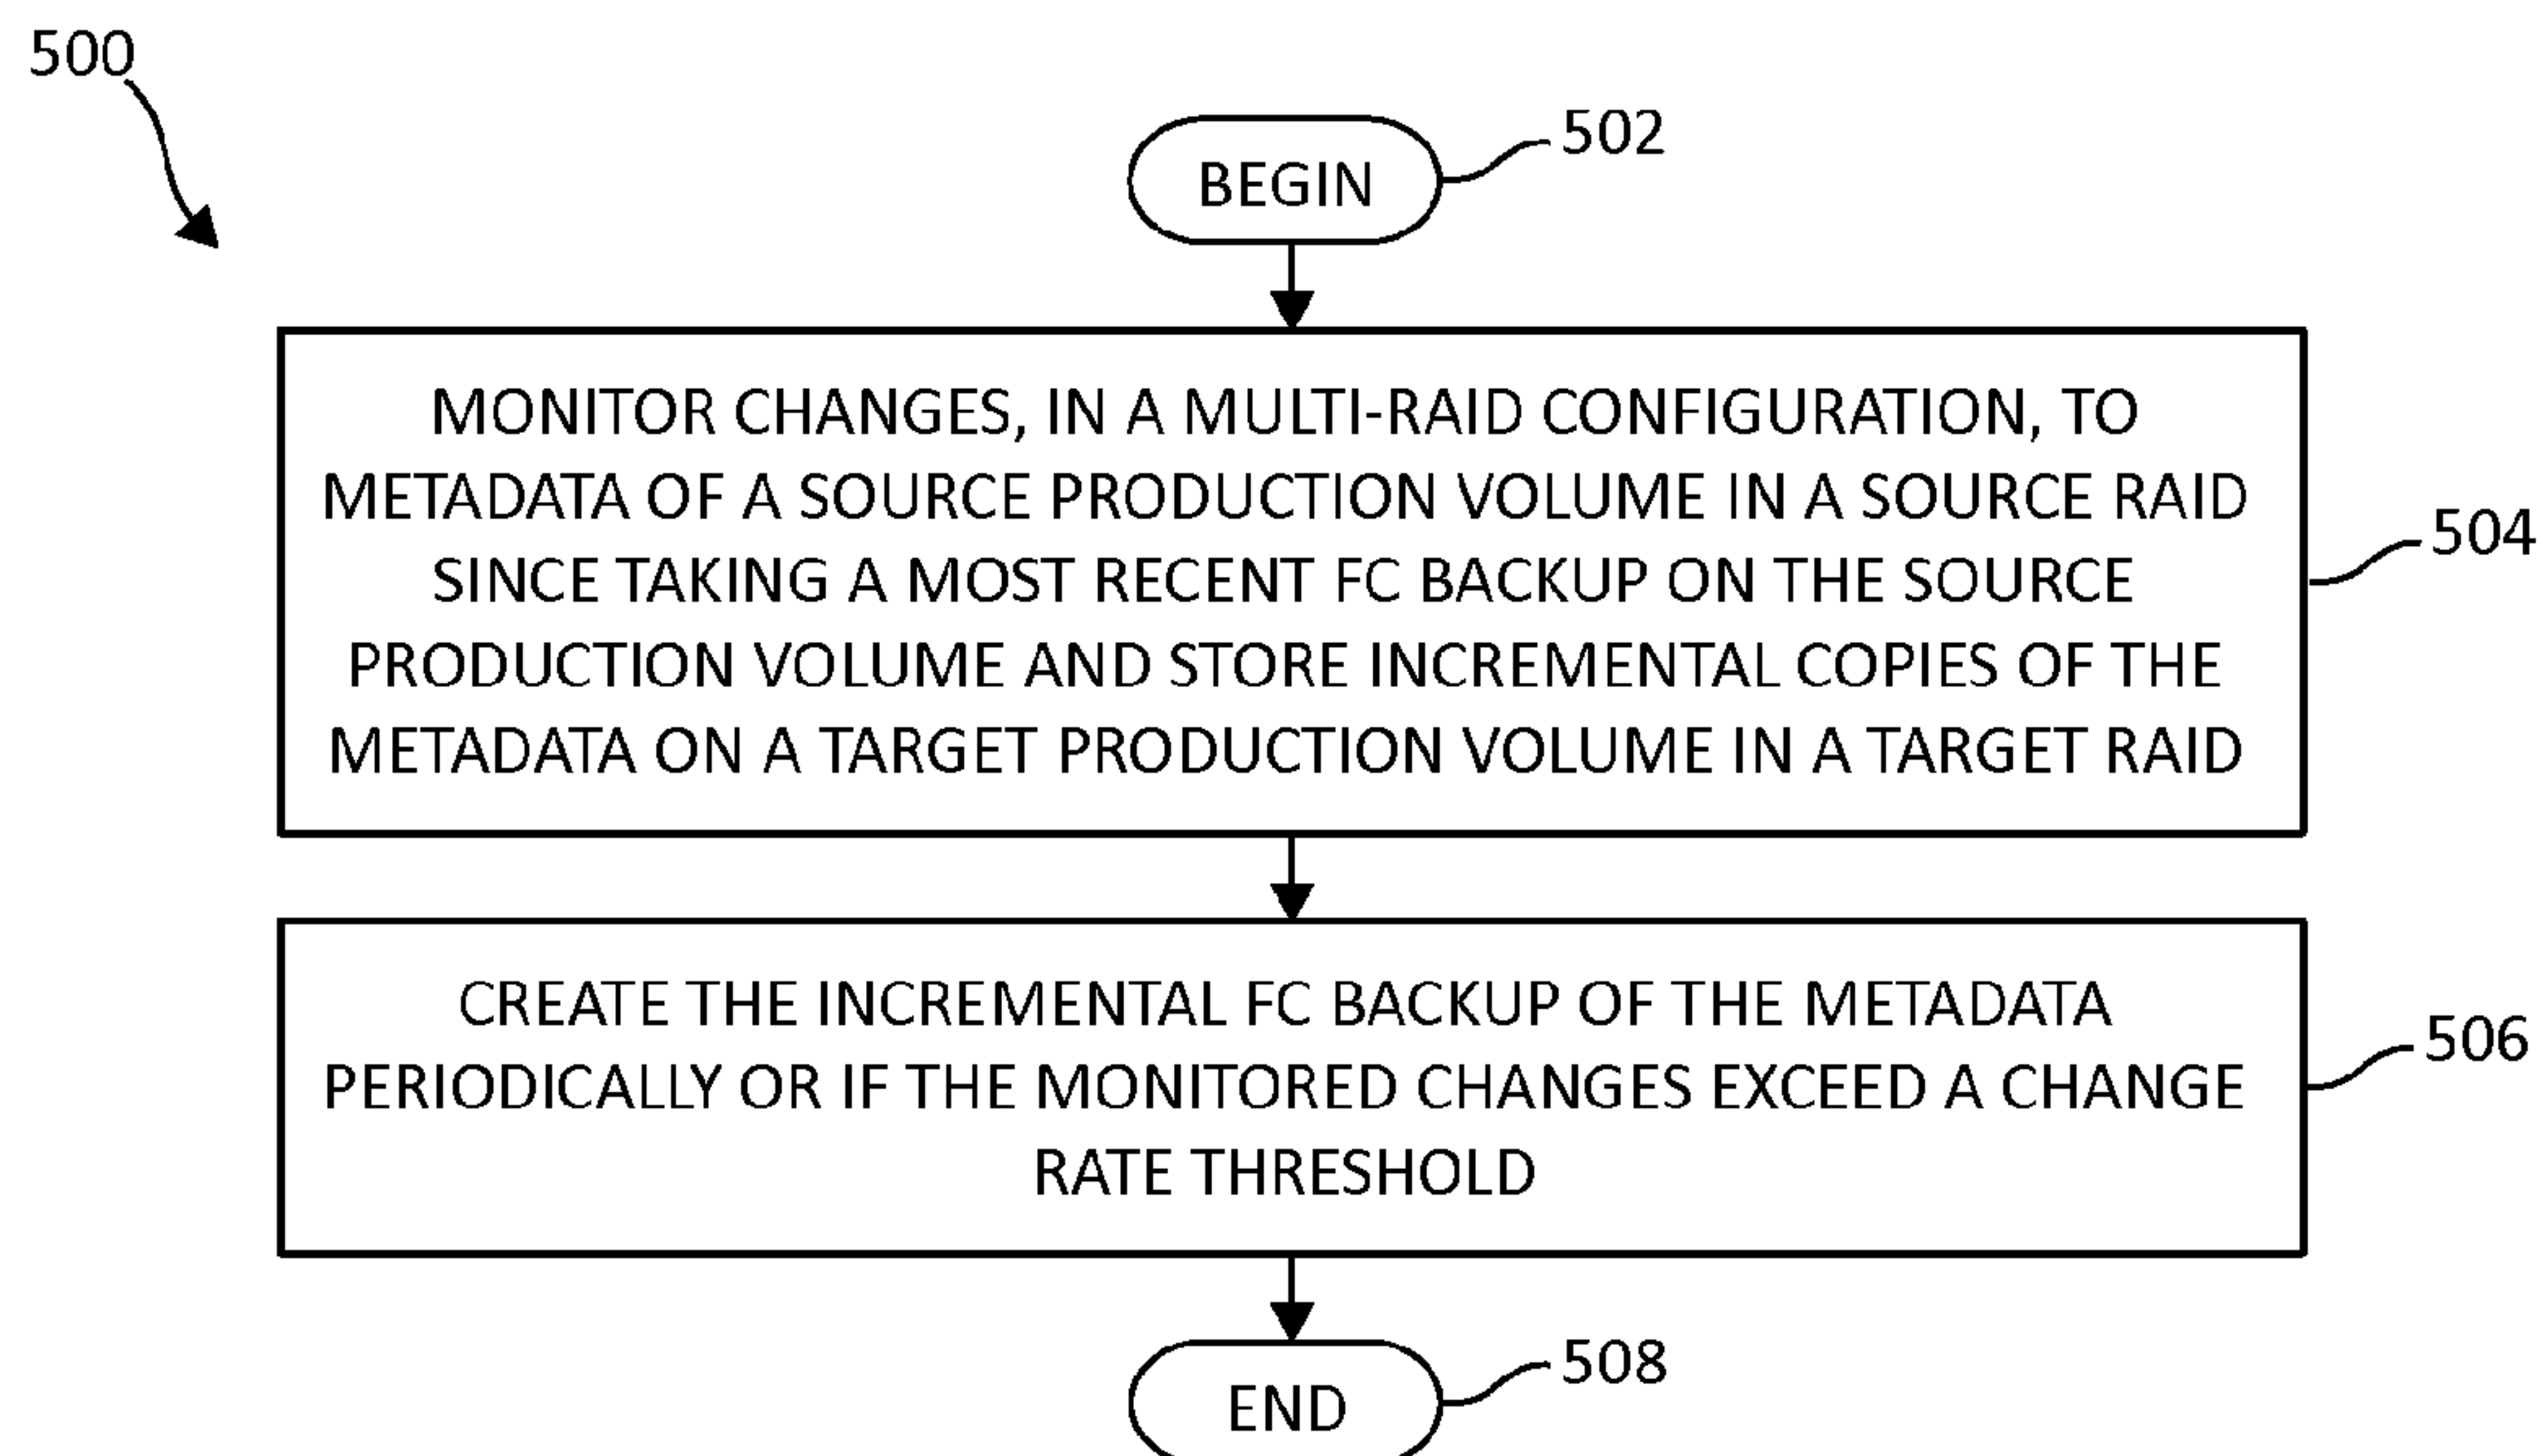 500
502
BEGIN
MONITOR CHANGES, IN A MULTI-RAID CONFIGURATION, TO
METADATA OF A SOURCE PRODUCTION VOLUME IN A SOURCE RAID
SINCE TAKING A MOST RECENT FC BACKUP ON THE SOURCE
PRODUCTION VOLUME AND STORE INCREMENTAL COPIES OF THE
METADATA ON A TARGET PRODUCTION VOLUME IN A TARGET RAID
504
CREATE THE INCREMENTAL FC BACKUP OF THE METADATA
PERIODICALLY OR IF THE MONITORED CHANGES EXCEED A CHANGE
RATE THRESHOLD
506
508
END